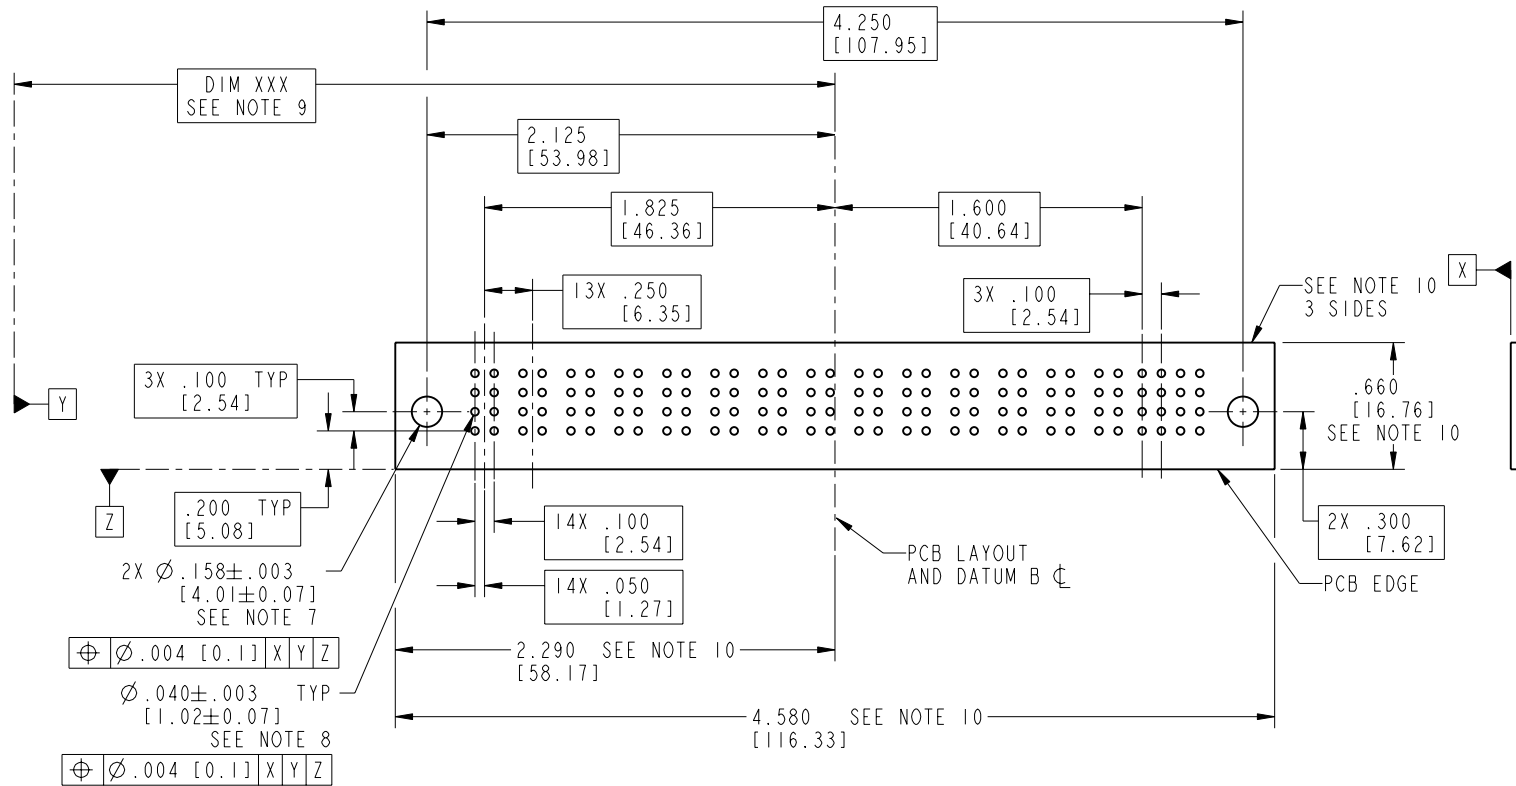 4.250
[107.95]
DIM XXX
SEE NOTE 9
2.125
[53.98]
1.825
[46.36]
1.600
[40.64]
X
13X .250
[6.35]
3X .100
[2.54]
SEE NOTE 10
3 SIDES
3X .100 TYP
[2.54]
Y
.660
[16.76]
SEE NOTE 10
Z
.200 TYP
[5.08]
14X .100
[2.54]
2X .300
[7.62]
PCB LAYOUT
AND DATUM B ℄
PCB EDGE
2X Ø.158±.003
[4.01±0.07]
SEE NOTE 7
14X .050
[1.27]
⌖ Ø.004 [0.1] X Y Z
2.290 SEE NOTE 10
[58.17]
Ø.040±.003 TYP
[1.02±0.07]
SEE NOTE 8
4.580 SEE NOTE 10
[116.33]
⌖ Ø.004 [0.1] X Y Z